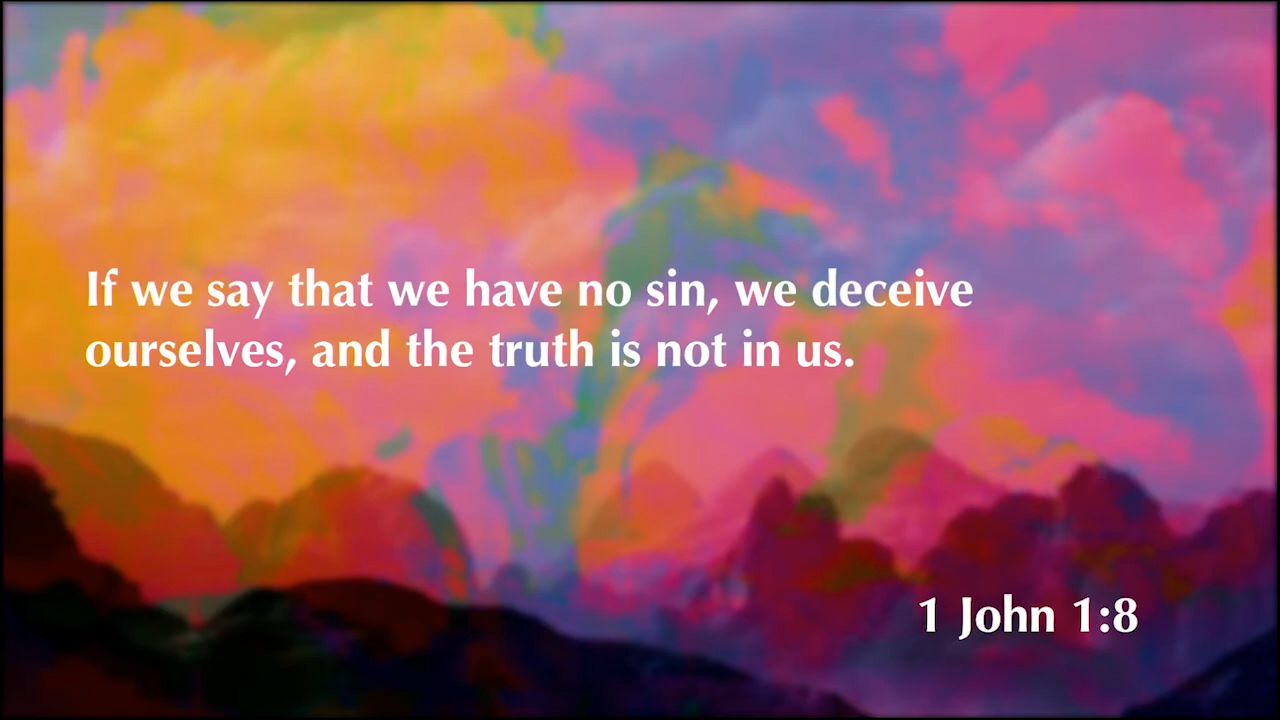 If we say that we have no sin, we deceive
ourselves, and the truth is not in us.
1 John 1:8